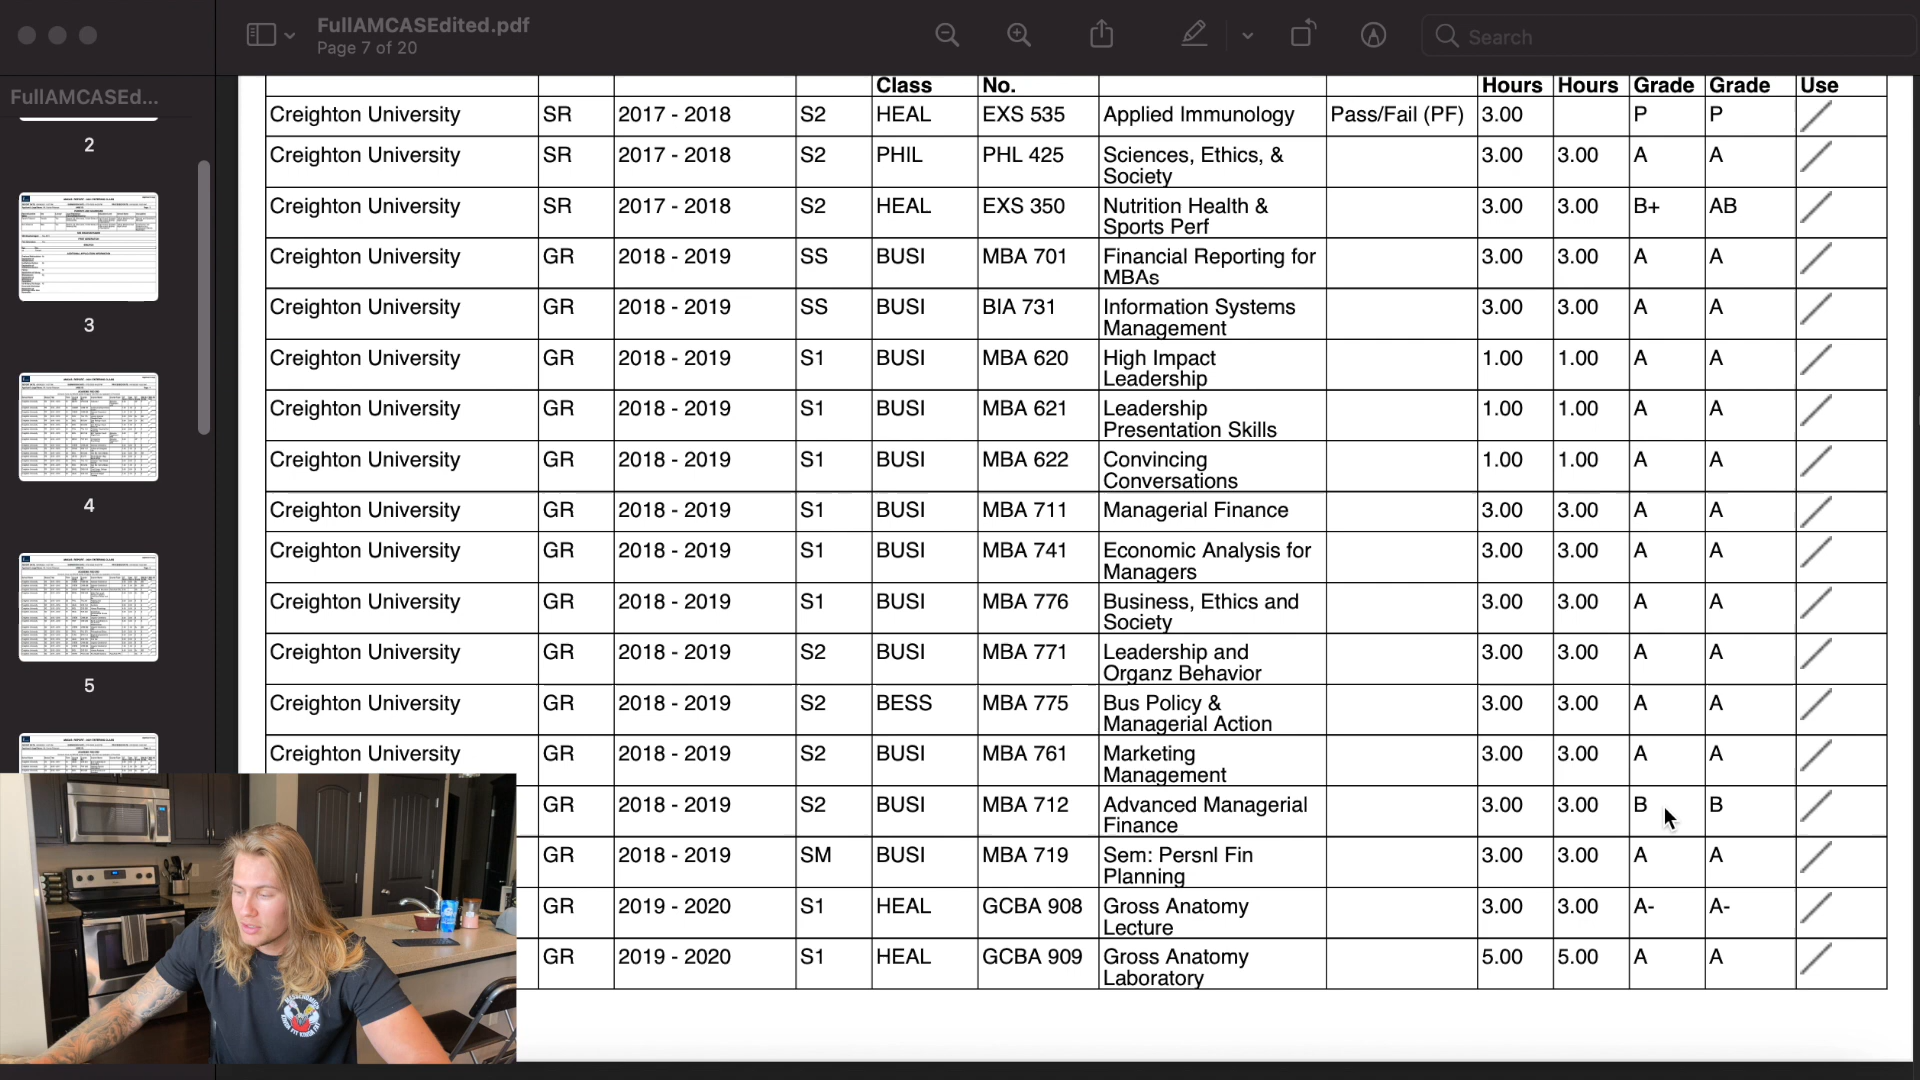 FullAMCASEdited.pdf
Page 7 of 20
Search
FullAMCASEd...
2
3
4
5
Class No. Hours Hours Grade Grade Use
Creighton University SR 2017 - 2018 S2 HEAL EXS 535 Applied Immunology Pass/Fail (PF) 3.00 P P
Creighton University SR 2017 - 2018 S2 PHIL PHL 425 Sciences, Ethics, & 3.00 3.00 A A
Society
Creighton University SR 2017 - 2018 S2 HEAL EXS 350 Nutrition Health & 3.00 3.00 B+ AB
Sports Perf
Creighton University GR 2018 - 2019 SS BUSI MBA 701 Financial Reporting for 3.00 3.00 A A
MBAs
Creighton University GR 2018 - 2019 SS BUSI BIA 731 Information Systems 3.00 3.00 A A
Management
Creighton University GR 2018 - 2019 S1 BUSI MBA 620 High Impact 1.00 1.00 A A
Leadership
Creighton University GR 2018 - 2019 S1 BUSI MBA 621 Leadership 1.00 1.00 A A
Presentation Skills
Creighton University GR 2018 - 2019 S1 BUSI MBA 622 Convincing 1.00 1.00 A A
Conversations
Creighton University GR 2018 - 2019 S1 BUSI MBA 711 Managerial Finance 3.00 3.00 A A
Creighton University GR 2018 - 2019 S1 BUSI MBA 741 Economic Analysis for 3.00 3.00 A A
Managers
Creighton University GR 2018 - 2019 S1 BUSI MBA 776 Business, Ethics and 3.00 3.00 A A
Society
Creighton University GR 2018 - 2019 S2 BUSI MBA 771 Leadership and 3.00 3.00 A A
Organz Behavior
Creighton University GR 2018 - 2019 S2 BESS MBA 775 Bus Policy & 3.00 3.00 A A
Managerial Action
Creighton University GR 2018 - 2019 S2 BUSI MBA 761 Marketing 3.00 3.00 A A
Management
GR 2018 - 2019 S2 BUSI MBA 712 Advanced Managerial 3.00 3.00 B B
Finance
GR 2018 - 2019 SM BUSI MBA 719 Sem: Persnl Fin 3.00 3.00 A A
Planning
GR 2019 - 2020 S1 HEAL GCBA 908 Gross Anatomy 3.00 3.00 A- A-
Lecture
GR 2019 - 2020 S1 HEAL GCBA 909 Gross Anatomy 5.00 5.00 A A
Laboratory